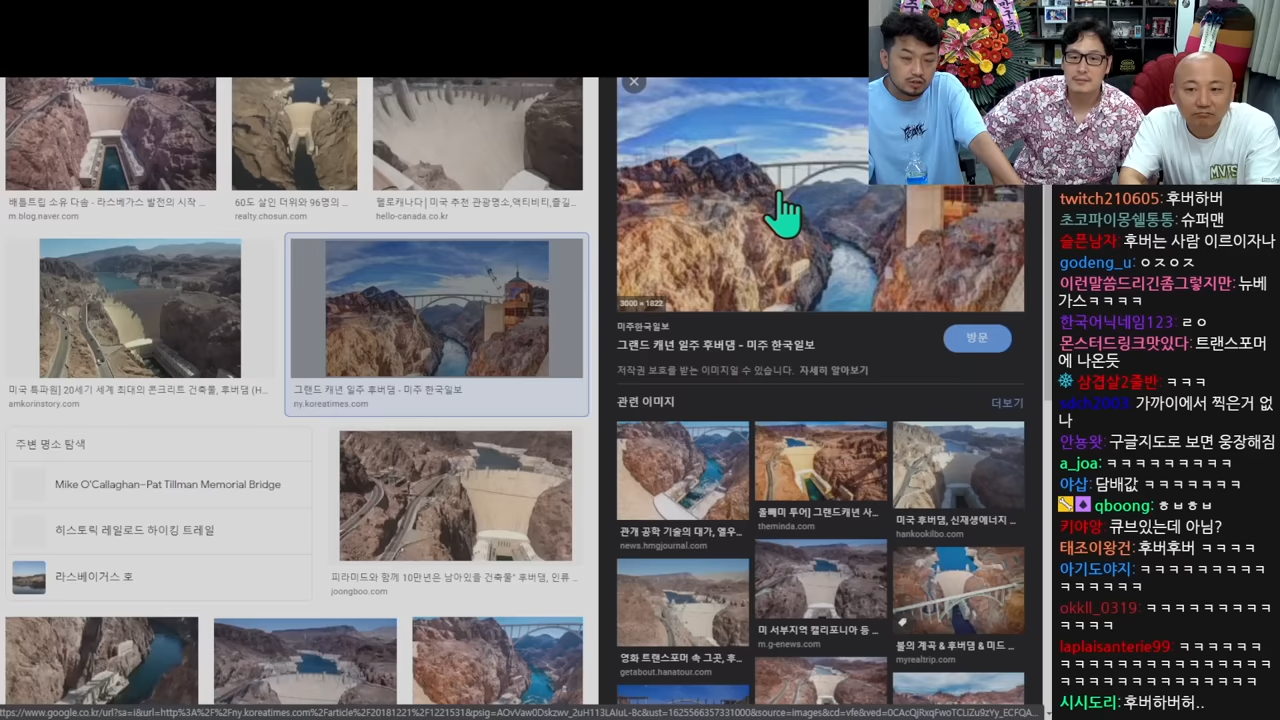 배틀트립 소유 다솜 - 라스베가스 발전의 시작 ...
m.blog.naver.com
60도 살인 더위와 96명의 ...
realty.chosun.com
헬로캐나다 | 미국 추천 관광명소,액티비티,즐길...
hello-canada.co.kr
미국 특파원] 20세기 세계 최대의 콘크리트 건축물, 후버댐 (H...
amkorinstory.com
그랜드 캐년 일주 후버댐 - 미주 한국일보
ny.koreatimes.com
주변 명소 탐색
Mike O'Callaghan–Pat Tillman Memorial Bridge
히스토릭 레일로드 하이킹 트레일
라스베이거스 호
피라미드와 함께 10만년은 남아있을 건축물" 후버댐, 인류 ...
joongboo.com
3000 × 1822
미주한국일보
그랜드 캐년 일주 후버댐 - 미주 한국일보
방문
저작권 보호를 받는 이미지일 수 있습니다. 자세히 알아보기
관련 이미지
더보기
관개 공학 기술의 대가, 열우...
news.hmgjournal.com
올빼미 투어] 그랜드캐년 사...
theminda.com
미국 후버댐, 신재생에너지 ...
hankookilbo.com
영화 트랜스포머 속 그곳, 후...
getabout.hanatour.com
미 서부지역 캘리포니아 등 ...
m.g-enews.com
불의 계곡 & 후버댐 & 미드 ...
myrealtrip.com
MVPS
twitch210605: 후버하버
초코파이몽쉘통통: 슈퍼맨
슬픈남자: 후버는 사람 이르이자나
godeng_u: ㅇㅈㅇㅈ
이런말씀드리긴좀그렇지만: 뉴베
가스ㅋㅋㅋㅋ
한국어닉네임123: ㄹㅇ
몬스터드링크맛있다: 트랜스포머
에 나온듯
삼겹살2줄반: ㅋㅋㅋ
sdch2003: 가까이에서 찍은거 없
나
안뇽왓: 구글지도로 보면 웅장해짐
a_joa: ㅋㅋㅋㅋㅋㅋㅋㅋㅋ
야삽: 담배값 ㅋㅋㅋㅋㅋㅋㅋ
qboong: ㅎㅂㅎㅂ
키야앙: 큐브있는데 아님?
태조이왕건: 후버후버 ㅋㅋㅋㅋ
아기도야지: ㅋㅋㅋㅋㅋㅋㅋㅋㅋ
ㅋㅋㅋㅋㅋㅋ
okkll_0319: ㅋㅋㅋㅋㅋㅋㅋㅋㅋ
ㅋㅋㅋㅋ
laplaisanterie99: ㅋㅋㅋㅋㅋㅋ
ㅋㅋㅋㅋㅋㅋㅋㅋㅋㅋㅋㅋㅋㅋㅋ
ㅋㅋㅋㅋㅋㅋㅋㅋㅋㅋㅋㅋㅋㅋ
시시도리: 후버하버허..